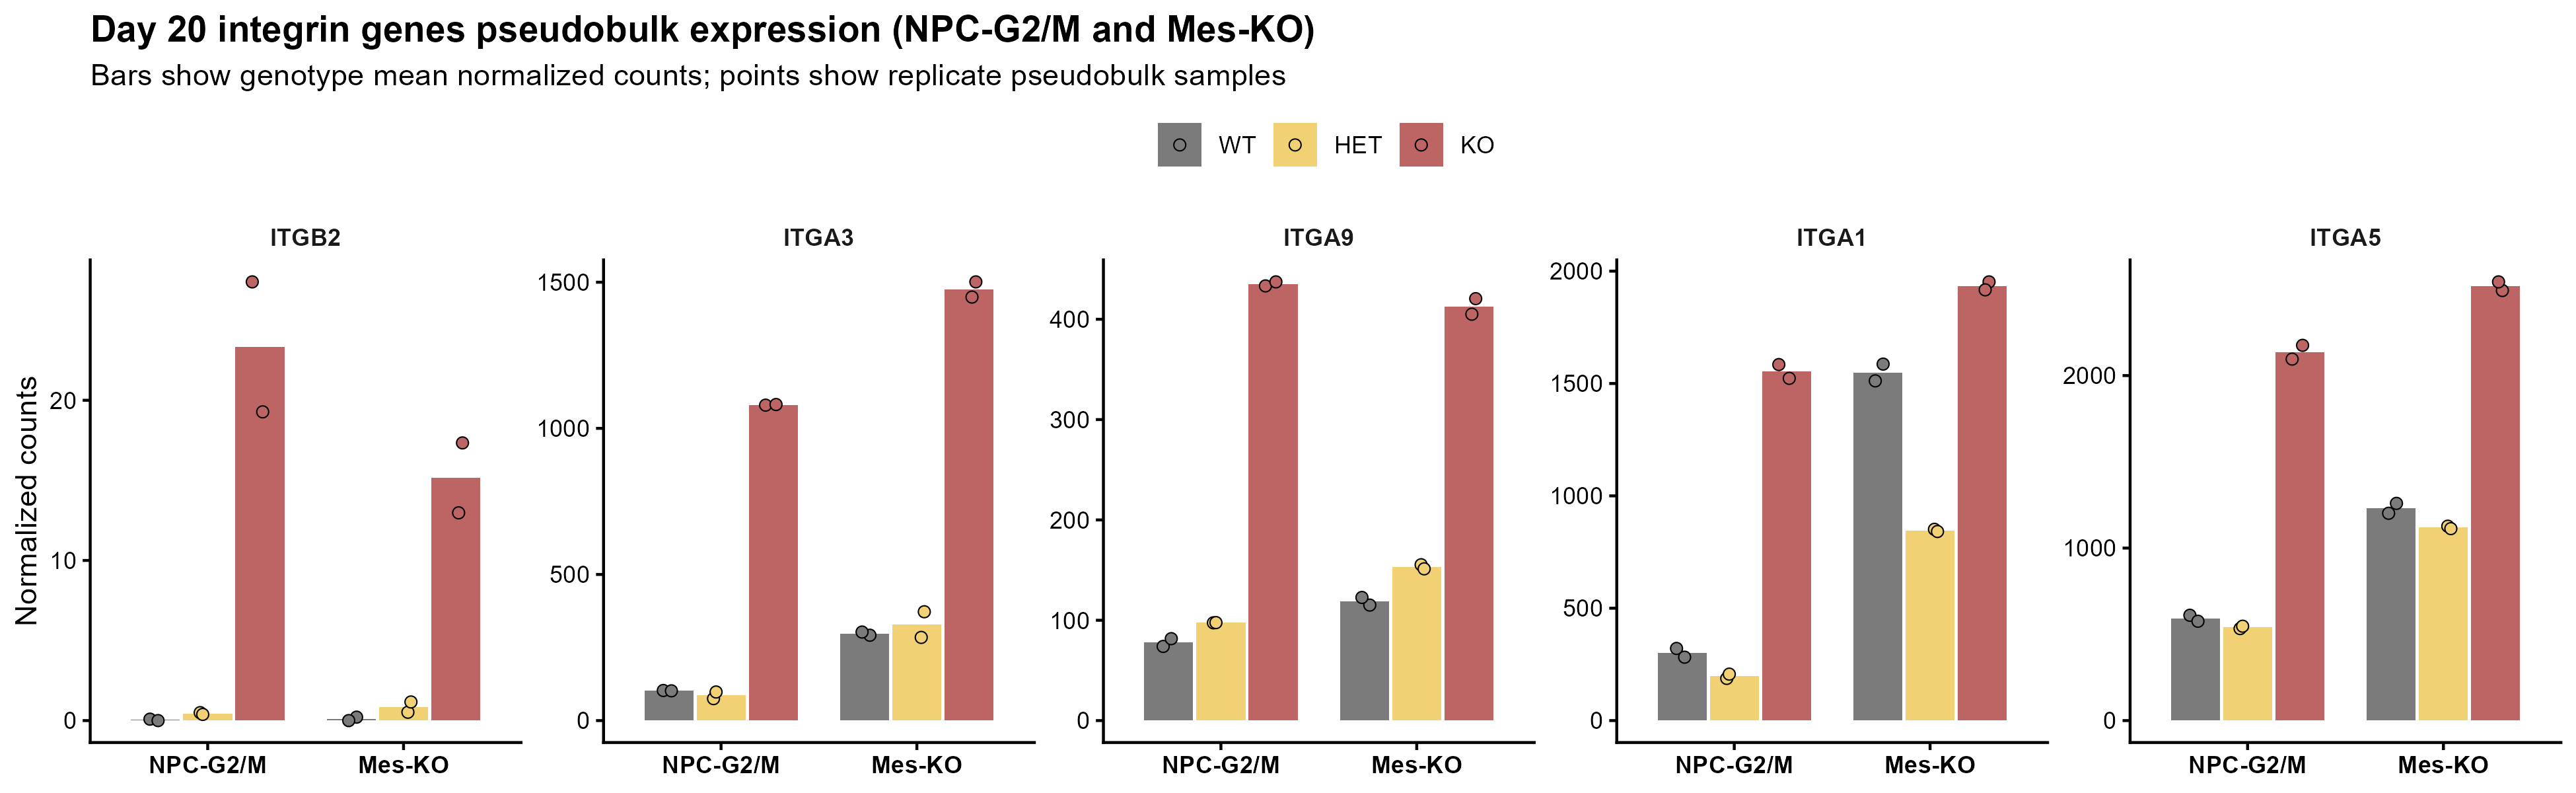 Day 20 integrin genes pseudobulk expression (NPC-G2/M and Mes-KO)
Bars show genotype mean normalized counts; points show replicate pseudobulk samples
WT HET KO
Normalized counts
ITGB2
20
10
0
NPC-G2/M Mes-KO
ITGA3
1500
1000
500
0
NPC-G2/M Mes-KO
ITGA9
400
300
200
100
0
NPC-G2/M Mes-KO
ITGA1
2000
1500
1000
500
0
NPC-G2/M Mes-KO
ITGA5
2000
1000
0
NPC-G2/M Mes-KO